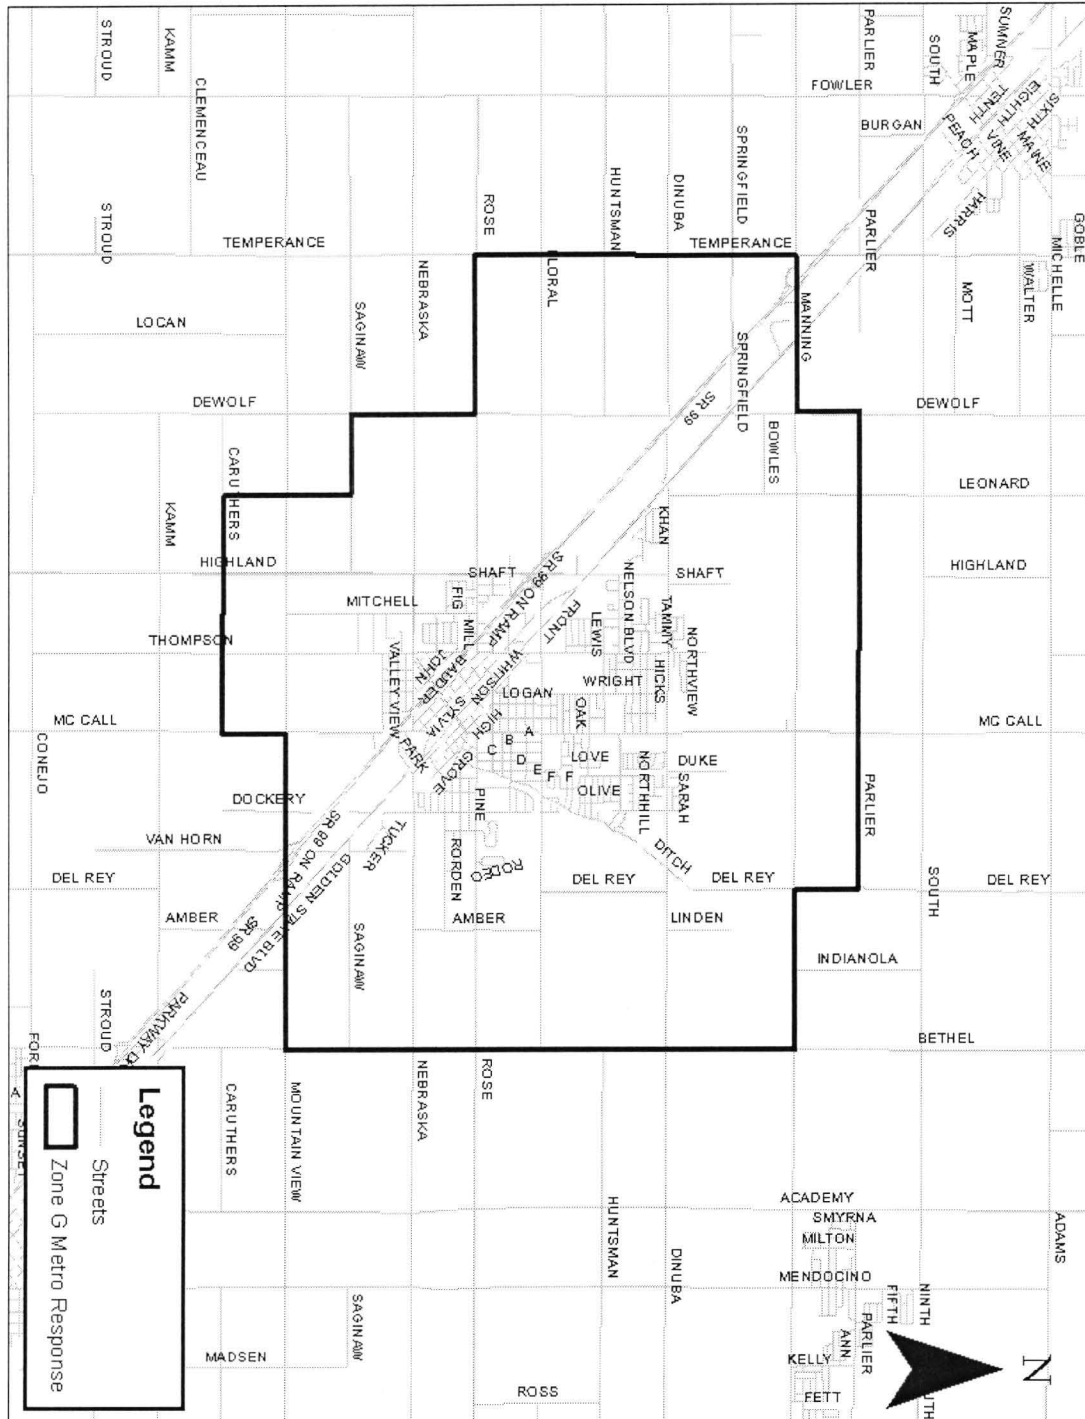 STROUD
KAMM
CLEMENCEAU
PARLIER
SOUTH
MAPLE
SUMNER
TENTH
EIGHTH
SIXTH
FOWLER
BURGAN
PEACH
VINE
MAINE
SPRINGFIELD
DINUBA
HUNTSMAN
ROSE
STROUD
HARRIS
GOBLE
TEMPERANCE
TEMPERANCE
PARLIER
MICHELLE
WALTER
MOTT
NEBRASKA
LORAL
MANNING
LOCAN
SAGINAW
SPRINGFIELD
DEWOLF
SR 99
DEWOLF
BOWLES
CARUTHERS
LEONARD
KAMM
KHAN
HIGHLAND
SHAFT
SR 99 ON RAMP
SHAFT
HIGHLAND
MITCHELL
FIG
MILL
FRONT
LEWIS
NELSON BLVD
TAMMY
NORTHVIEW
THOMPSON
VALLEY VIEW
JOHN
BAUDER
WHITSON
LOGAN
WRIGHT
HICKS
SYLVIA
HIGH
OAK
MC CALL
PARK
GROVE
C
B
A
D
E
F
F
LOVE
NORTHHILL
DUKE
SARAH
MC CALL
CONEJO
DOCKERY
PINE
OLIVE
PARLIER
VAN HORN
SR 99 ON RAMP
TUCKER
RORDEN
RODEO
DITCH
DEL REY
GOLDEN STATE BLVD
DEL REY
DEL REY
SOUTH
DEL REY
AMBER
SR 99
SAGINAW
AMBER
LINDEN
INDIANOLA
STROUD
PARKWAY
BETHEL
NEBRASKA
ROSE
CARUTHERS
MOUNTAIN VIEW
A
SUNSET
ACADEMY
SMYRNA
MILTON
MENDOCINO
HUNTSMAN
DINUBA
ADAMS
NINTH
FIFTH
PARLIER
ANN
KELLY
FETT
SAGINAW
MADSEN
ROSS
N
Legend
Streets
Zone G Metro Response